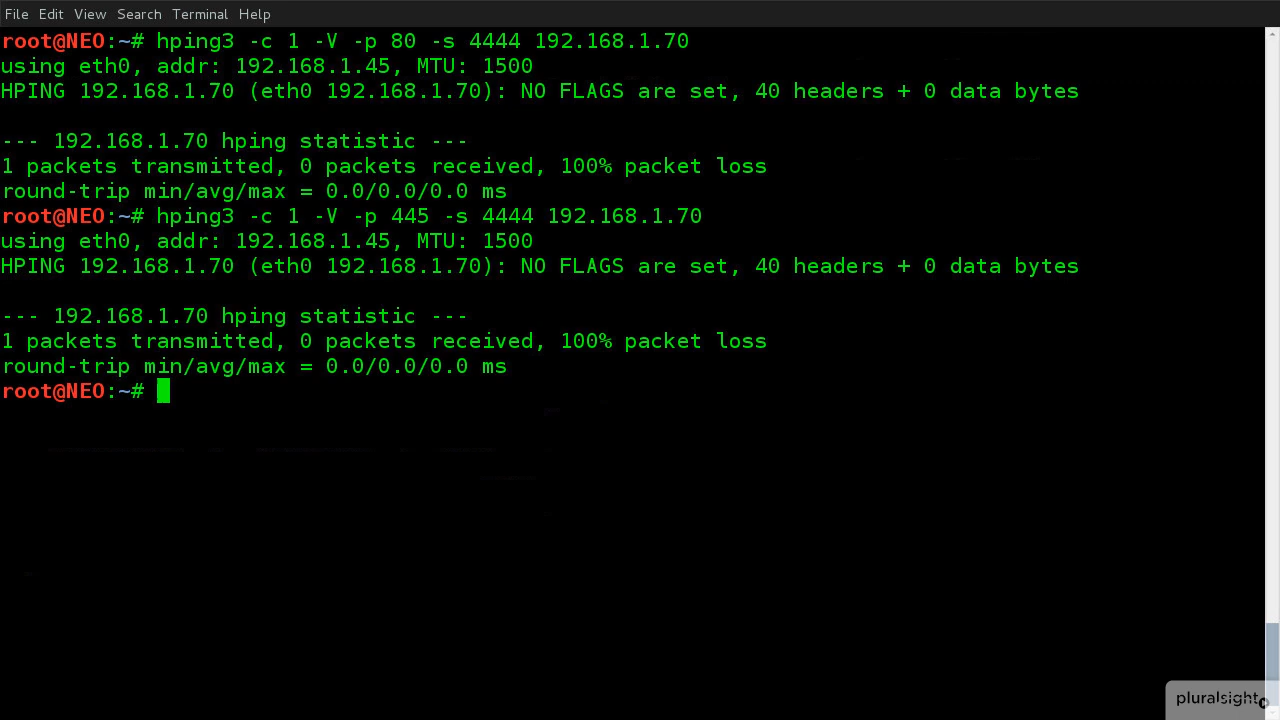 File Edit View Search Terminal Help
root@NEO:~# hping3 -c 1 -V -p 80 -s 4444 192.168.1.70
using eth0, addr: 192.168.1.45, MTU: 1500
HPING 192.168.1.70 (eth0 192.168.1.70): NO FLAGS are set, 40 headers + 0 data bytes
--- 192.168.1.70 hping statistic ---
1 packets transmitted, 0 packets received, 100% packet loss
round-trip min/avg/max = 0.0/0.0/0.0 ms
root@NEO:~# hping3 -c 1 -V -p 445 -s 4444 192.168.1.70
using eth0, addr: 192.168.1.45, MTU: 1500
HPING 192.168.1.70 (eth0 192.168.1.70): NO FLAGS are set, 40 headers + 0 data bytes
--- 192.168.1.70 hping statistic ---
1 packets transmitted, 0 packets received, 100% packet loss
round-trip min/avg/max = 0.0/0.0/0.0 ms
root@NEO:~#
pluralsight